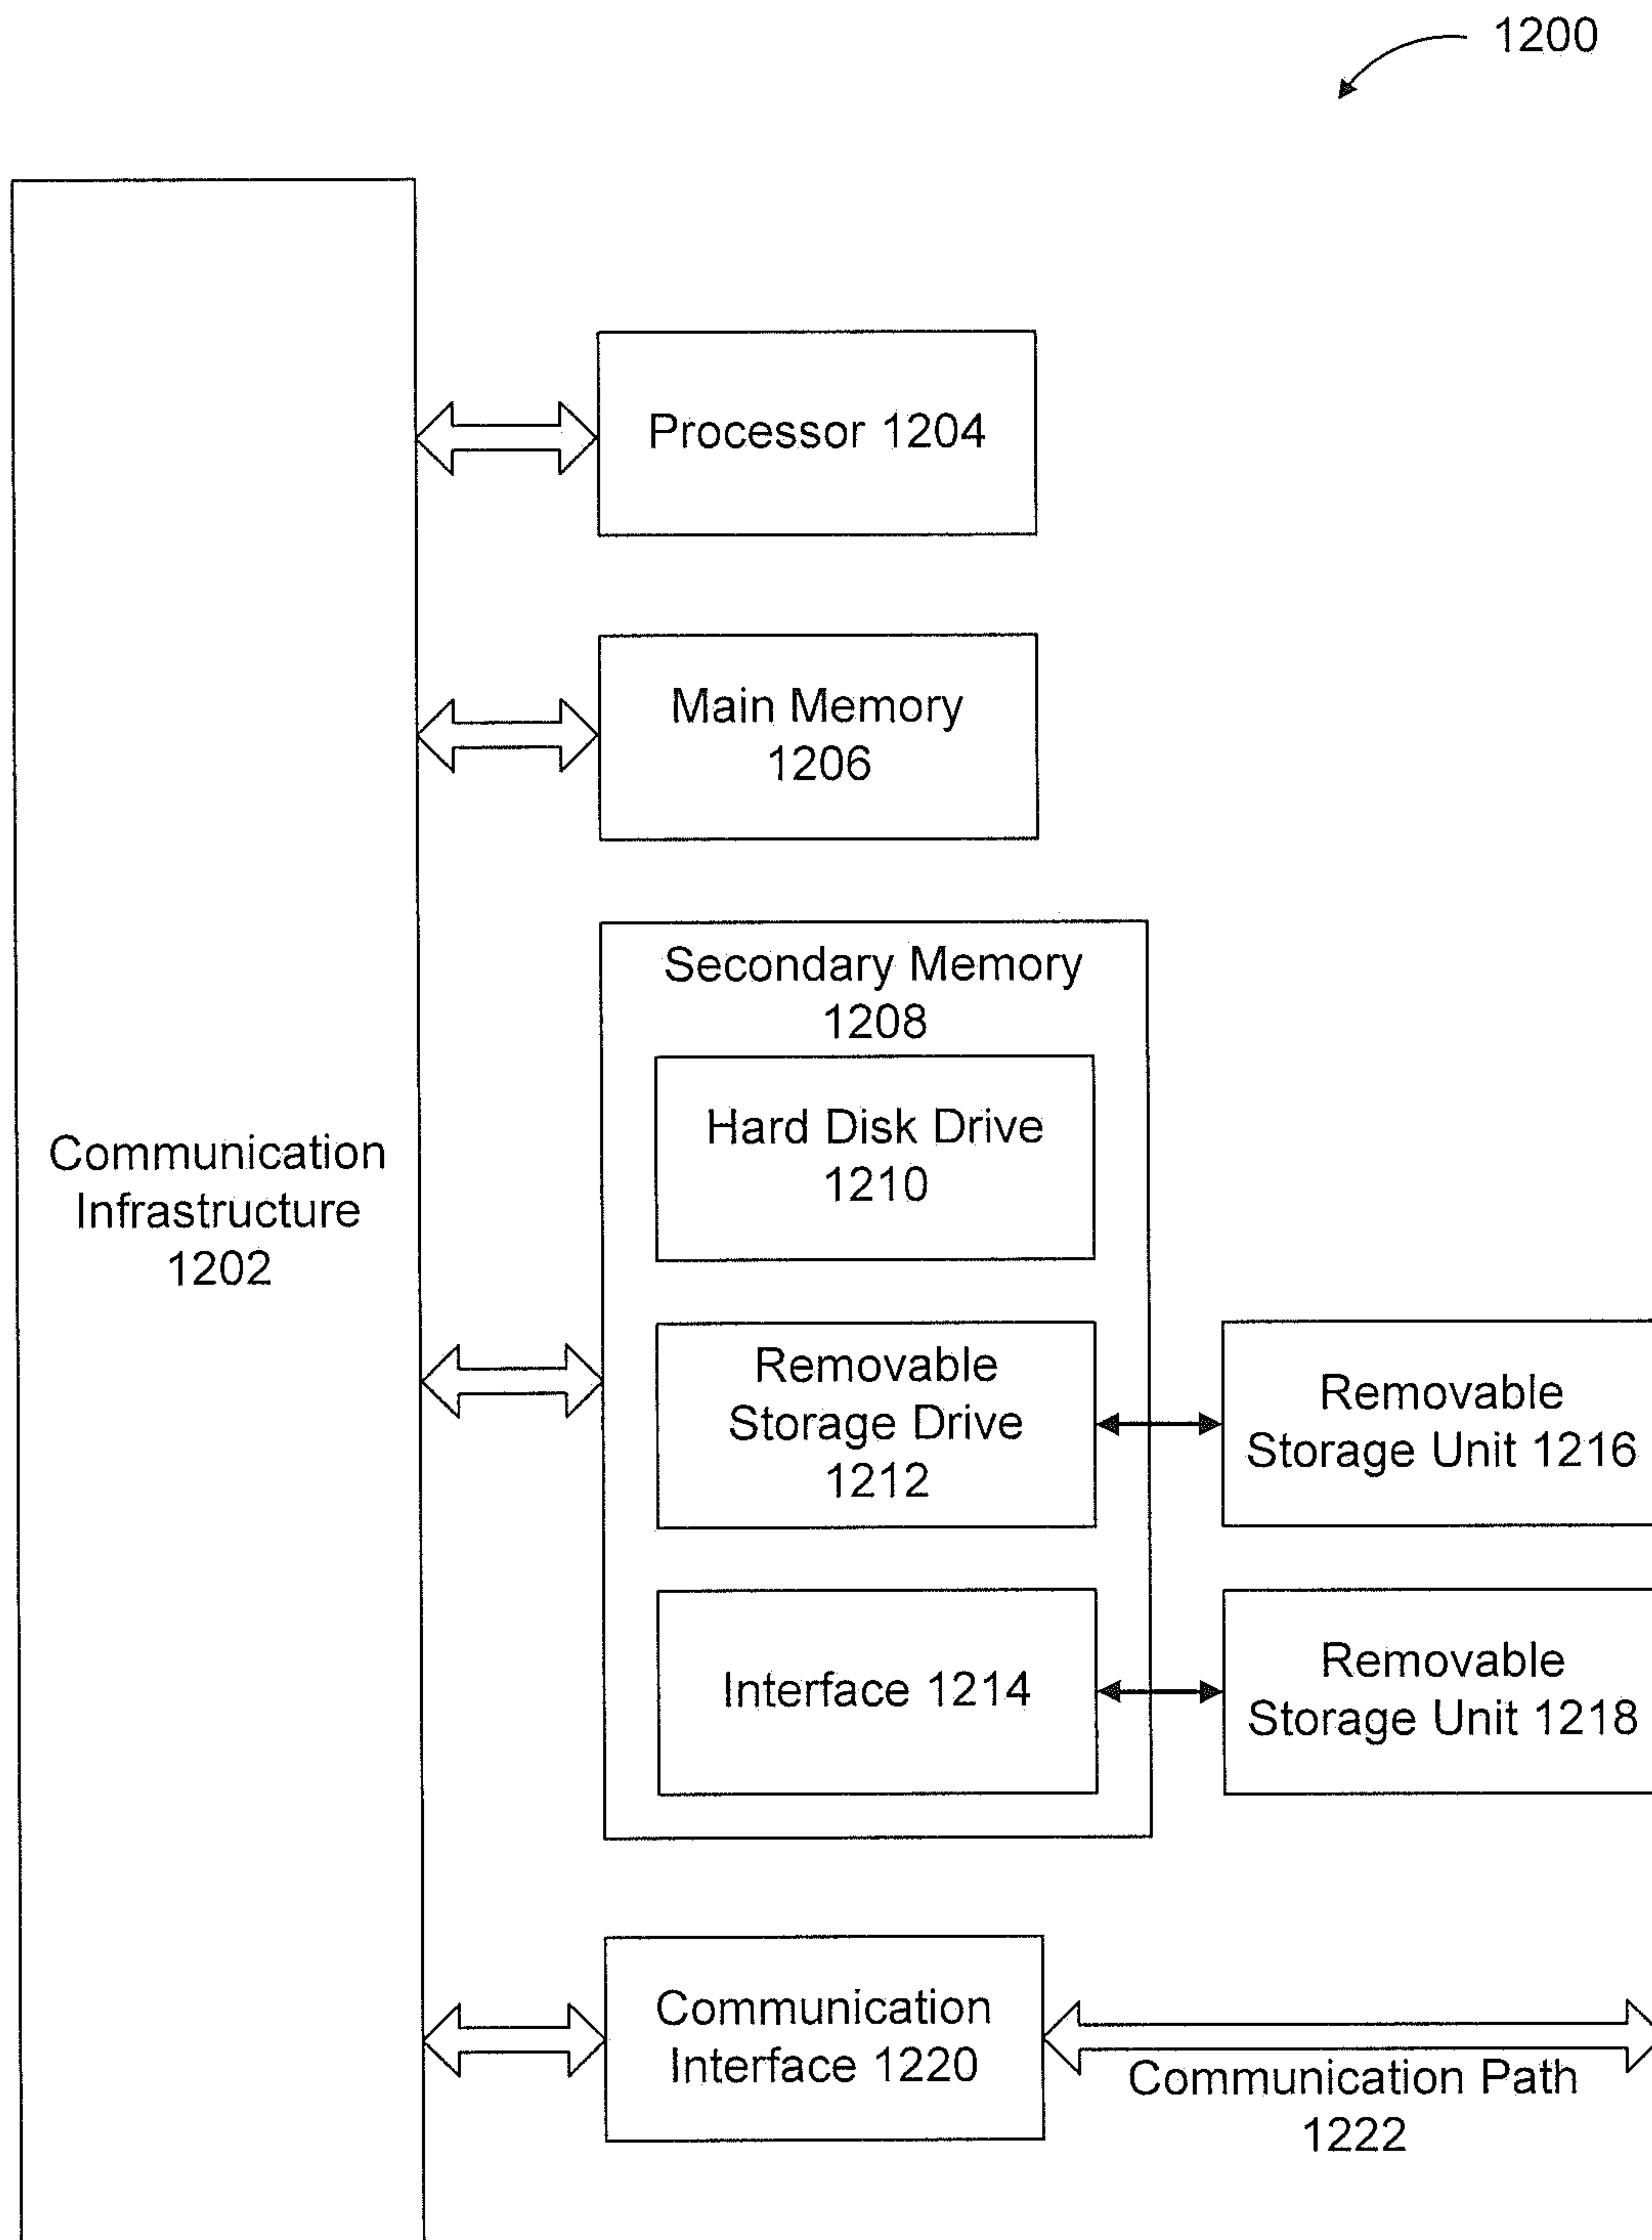 1200
Processor 1204
Main Memory
1206
Secondary Memory
1208
Hard Disk Drive
1210
Communication
Infrastructure
1202
Removable
Storage Drive
1212
Removable
Storage Unit 1216
Interface 1214
Removable
Storage Unit 1218
Communication
Interface 1220
Communication Path
1222